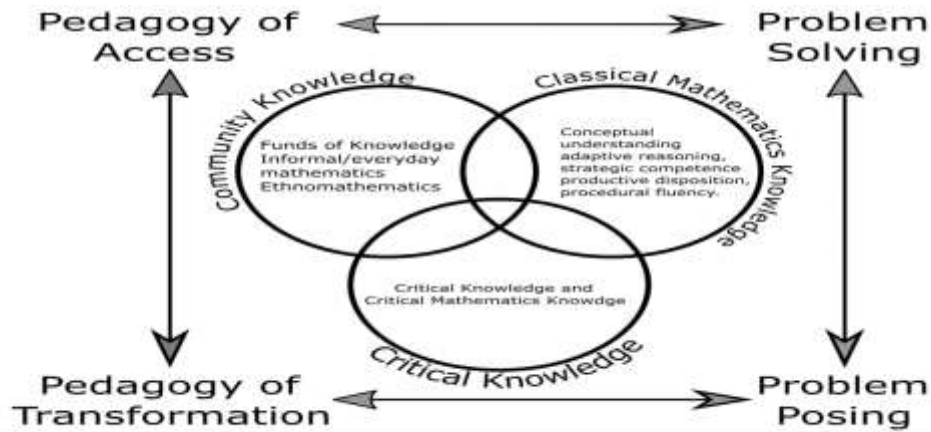 Pedagogy of
Access
Problem
Solving
Community Knowledge
Classical Mathematics Knowledge
Funds of Knowledge
Informal/everyday
mathematics
Ethnomathematics
Conceptual
understanding
adaptive reasoning,
strategic competence
productive disposition,
procedural fluency.
Critical Knowledge and
Critical Mathematics Knowdge
Critical Knowledge
Pedagogy of
Transformation
Problem
Posing